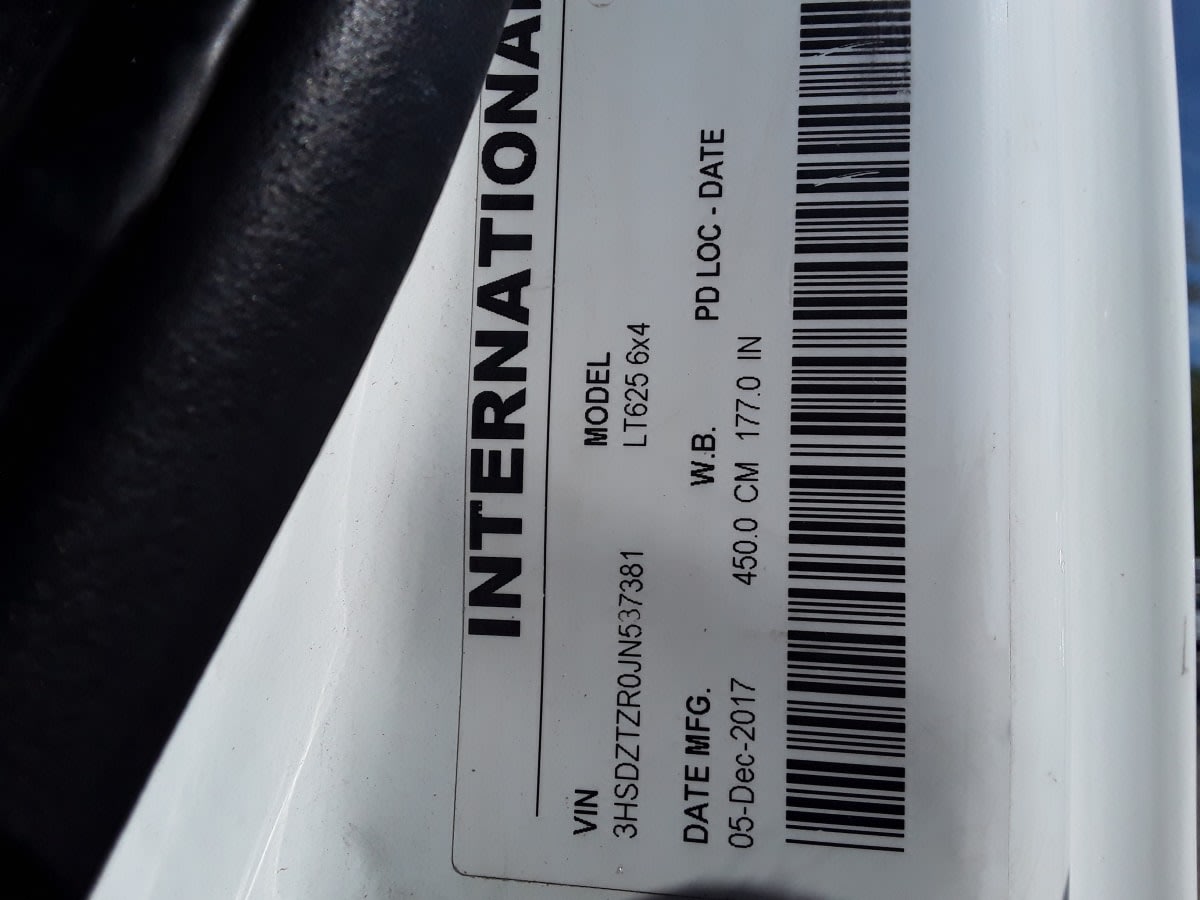 INTERNATIONA
VIN
3HSDZTZR0JN537381
MODEL
LT625 6x4
DATE MFG.
05-Dec-2017
W.B.
450.0 CM 177.0 IN
PD LOC - DATE